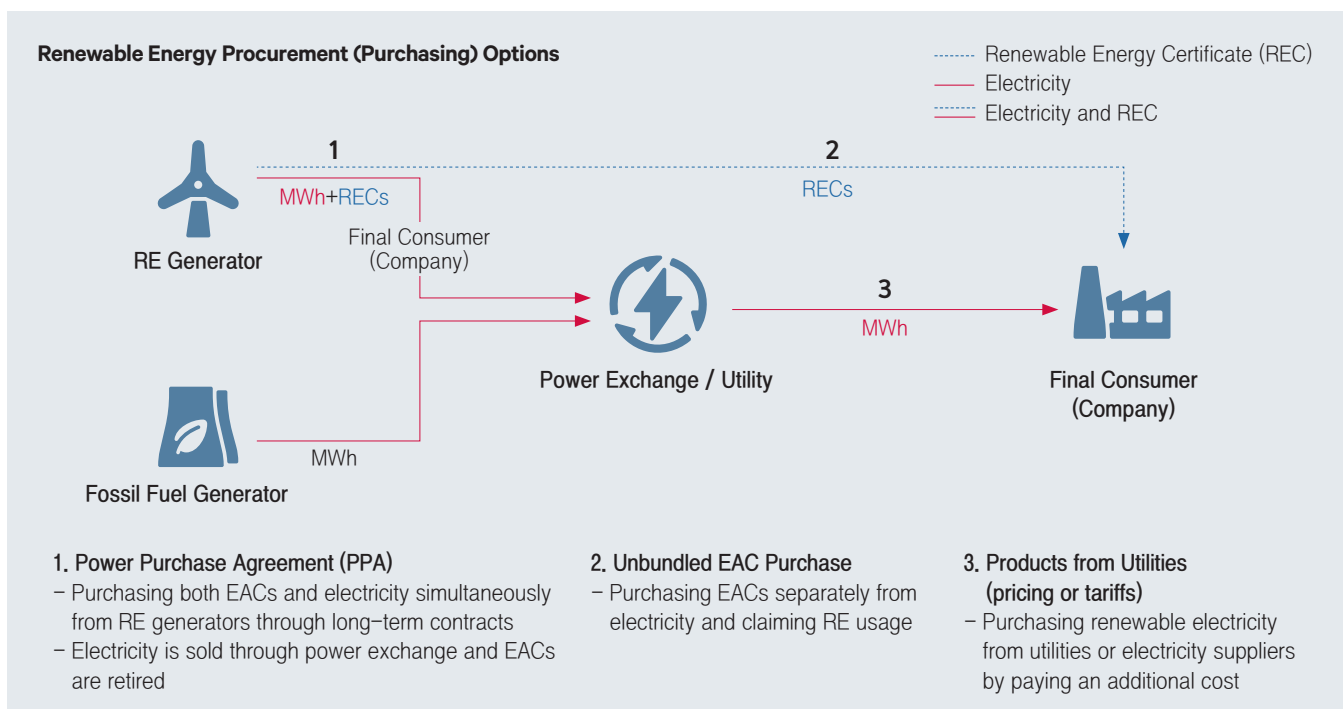 Renewable Energy Procurement (Purchasing) Options
Renewable Energy Certificate (REC)
Electricity
Electricity and REC
1
2
MWh+RECs
RECs
RE Generator
Final Consumer
(Company)
3
MWh
Power Exchange / Utility
Final Consumer
(Company)
MWh
Fossil Fuel Generator
1. Power Purchase Agreement (PPA)
– Purchasing both EACs and electricity simultaneously
from RE generators through long–term contracts
– Electricity is sold through power exchange and EACs
are retired
2. Unbundled EAC Purchase
– Purchasing EACs separately from
electricity and claiming RE usage
3. Products from Utilities
(pricing or tariffs)
– Purchasing renewable electricity
from utilities or electricity suppliers
by paying an additional cost